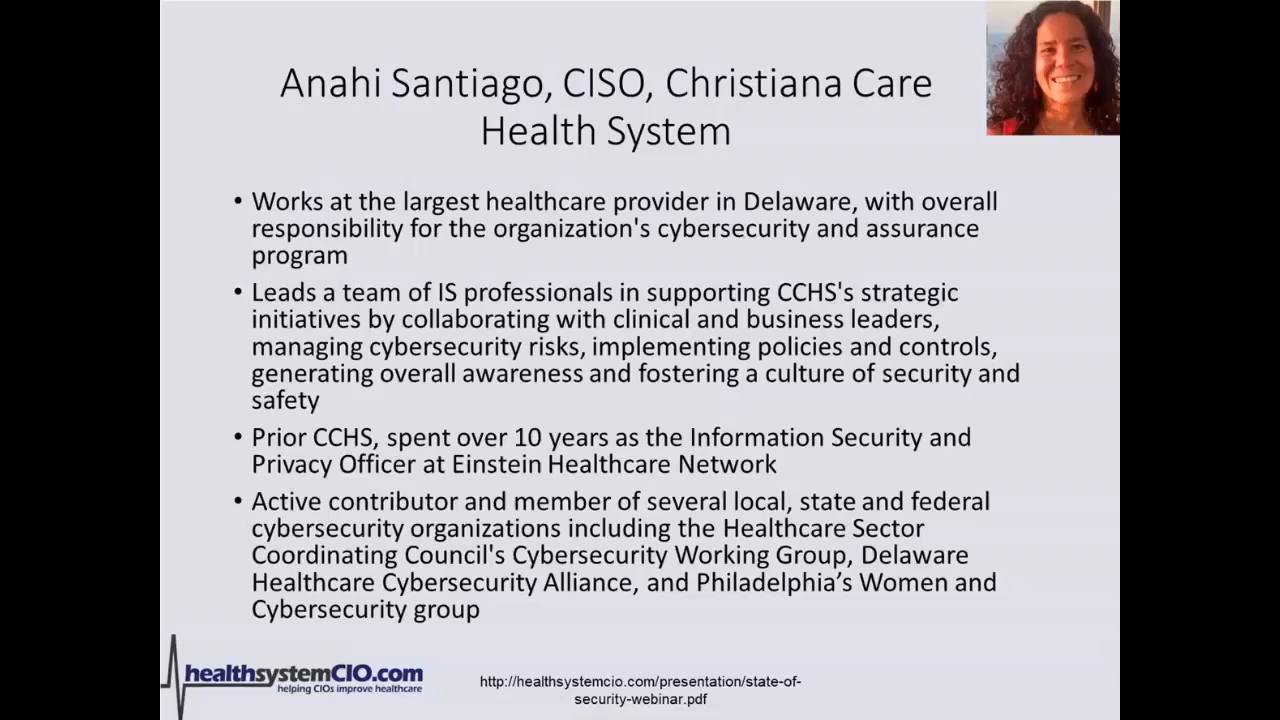 Anahi Santiago, CISO, Christiana Care
Health System
• Works at the largest healthcare provider in Delaware, with overall
responsibility for the organization's cybersecurity and assurance
program
• Leads a team of IS professionals in supporting CCHS's strategic
initiatives by collaborating with clinical and business leaders,
managing cybersecurity risks, implementing policies and controls,
generating overall awareness and fostering a culture of security and
safety
• Prior CCHS, spent over 10 years as the Information Security and
Privacy Officer at Einstein Healthcare Network
• Active contributor and member of several local, state and federal
cybersecurity organizations including the Healthcare Sector
Coordinating Council's Cybersecurity Working Group, Delaware
Healthcare Cybersecurity Alliance, and Philadelphia’s Women and
Cybersecurity group
healthsystemCIO.com
helping CIOs improve healthcare
http://healthsystemcio.com/presentation/state-of-
security-webinar.pdf